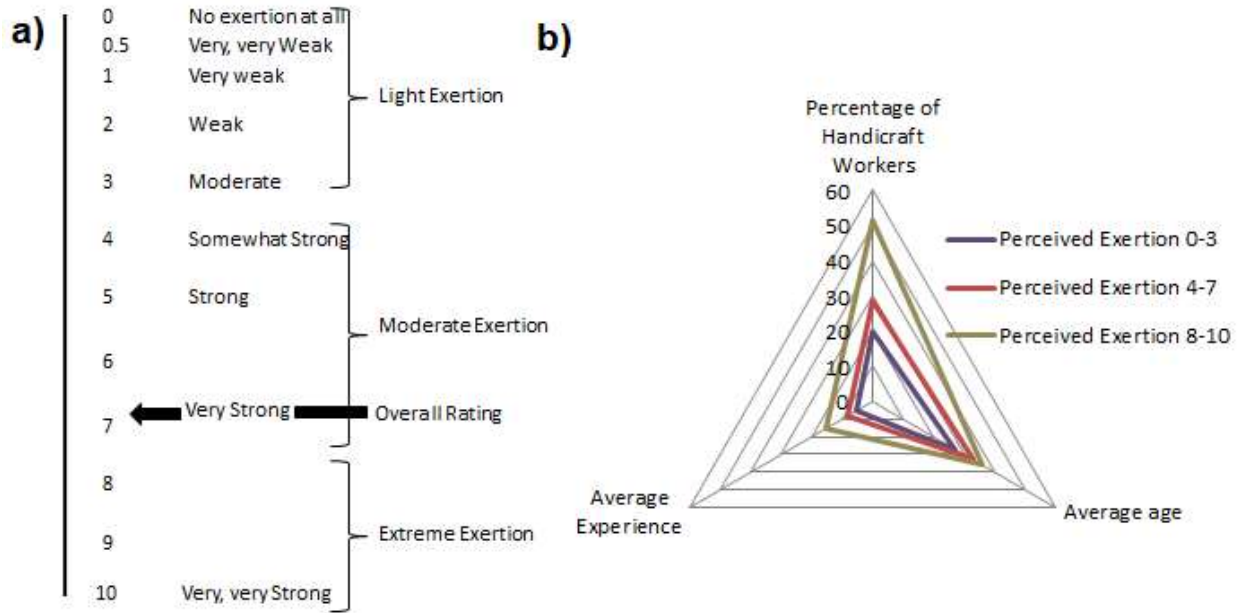 a)
0 No exertion at all
0.5 Very, very Weak
1 Very weak
Light Exertion
2 Weak
3 Moderate
4 Somewhat Strong
5 Strong
Moderate Exertion
6
7 Very Strong Overall Rating
8
9
Extreme Exertion
10 Very, very Strong
b)
Percentage of
Handicraft
Workers
60
50
40
30
20
10
0
Average age
Average
Experience
Perceived Exertion 0-3
Perceived Exertion 4-7
Perceived Exertion 8-10